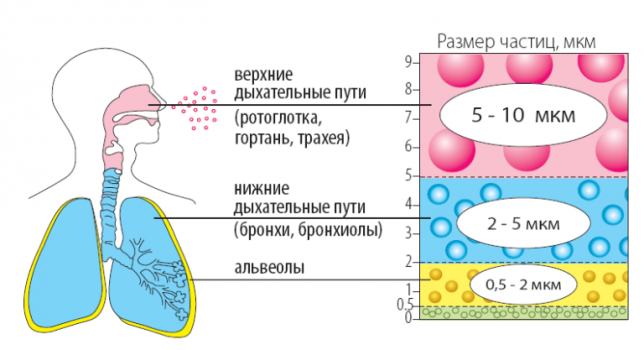 Размер частиц, мкм
верхние
дыхательные пути
(ротоглотка,
гортань, трахея)
нижние
дыхательные пути
(бронхи, бронхиолы)
альвеолы
9
8
7
6
5
4
3
2
1
0.5
0
5 - 10 мкм
2 - 5 мкм
0,5 - 2 мкм